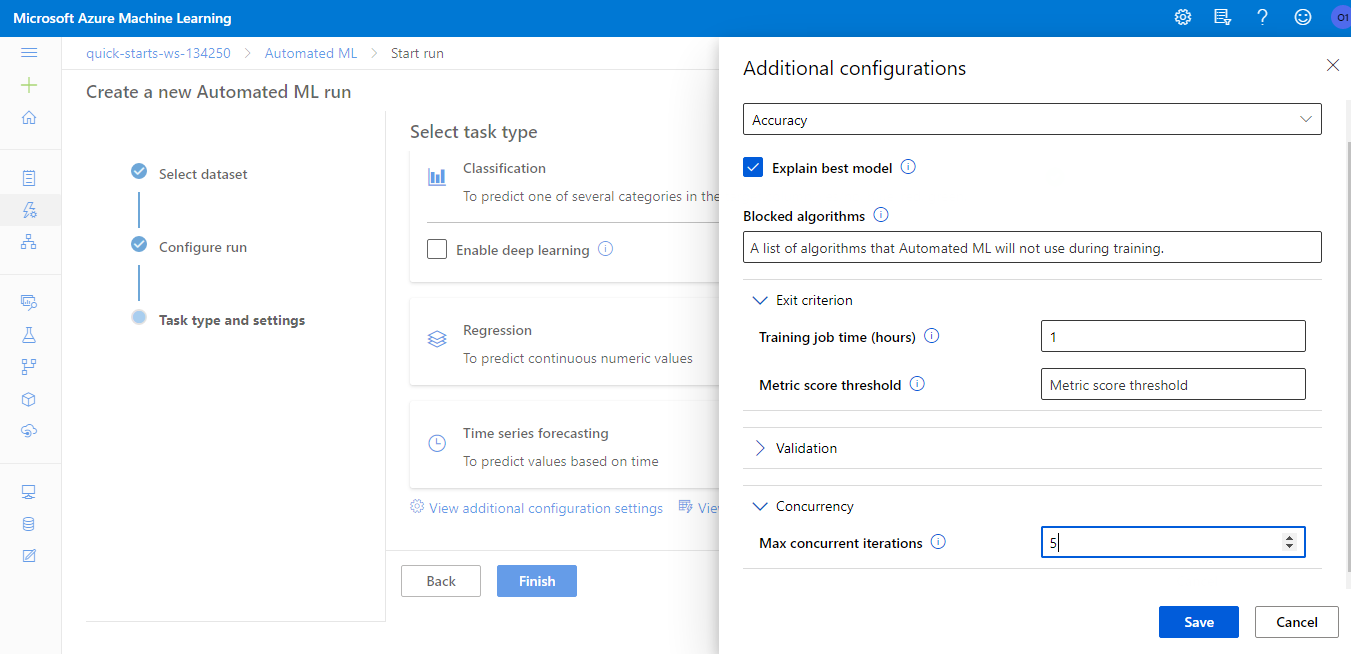 Microsoft Azure Machine Learning
?
O1
quick-starts-ws-134250 > Automated ML > Start run
Create a new Automated ML run
Select dataset
Configure run
Task type and settings
Select task type
Classification
To predict one of several categories in the
Enable deep learning
Regression
To predict continuous numeric values
Time series forecasting
To predict values based on time
View additional configuration settings
Back
Finish
Additional configurations
Accuracy
Explain best model
Blocked algorithms
A list of algorithms that Automated ML will not use during training.
Exit criterion
Training job time (hours)
1
Metric score threshold
Metric score threshold
Validation
Concurrency
Max concurrent iterations
5
Save
Cancel